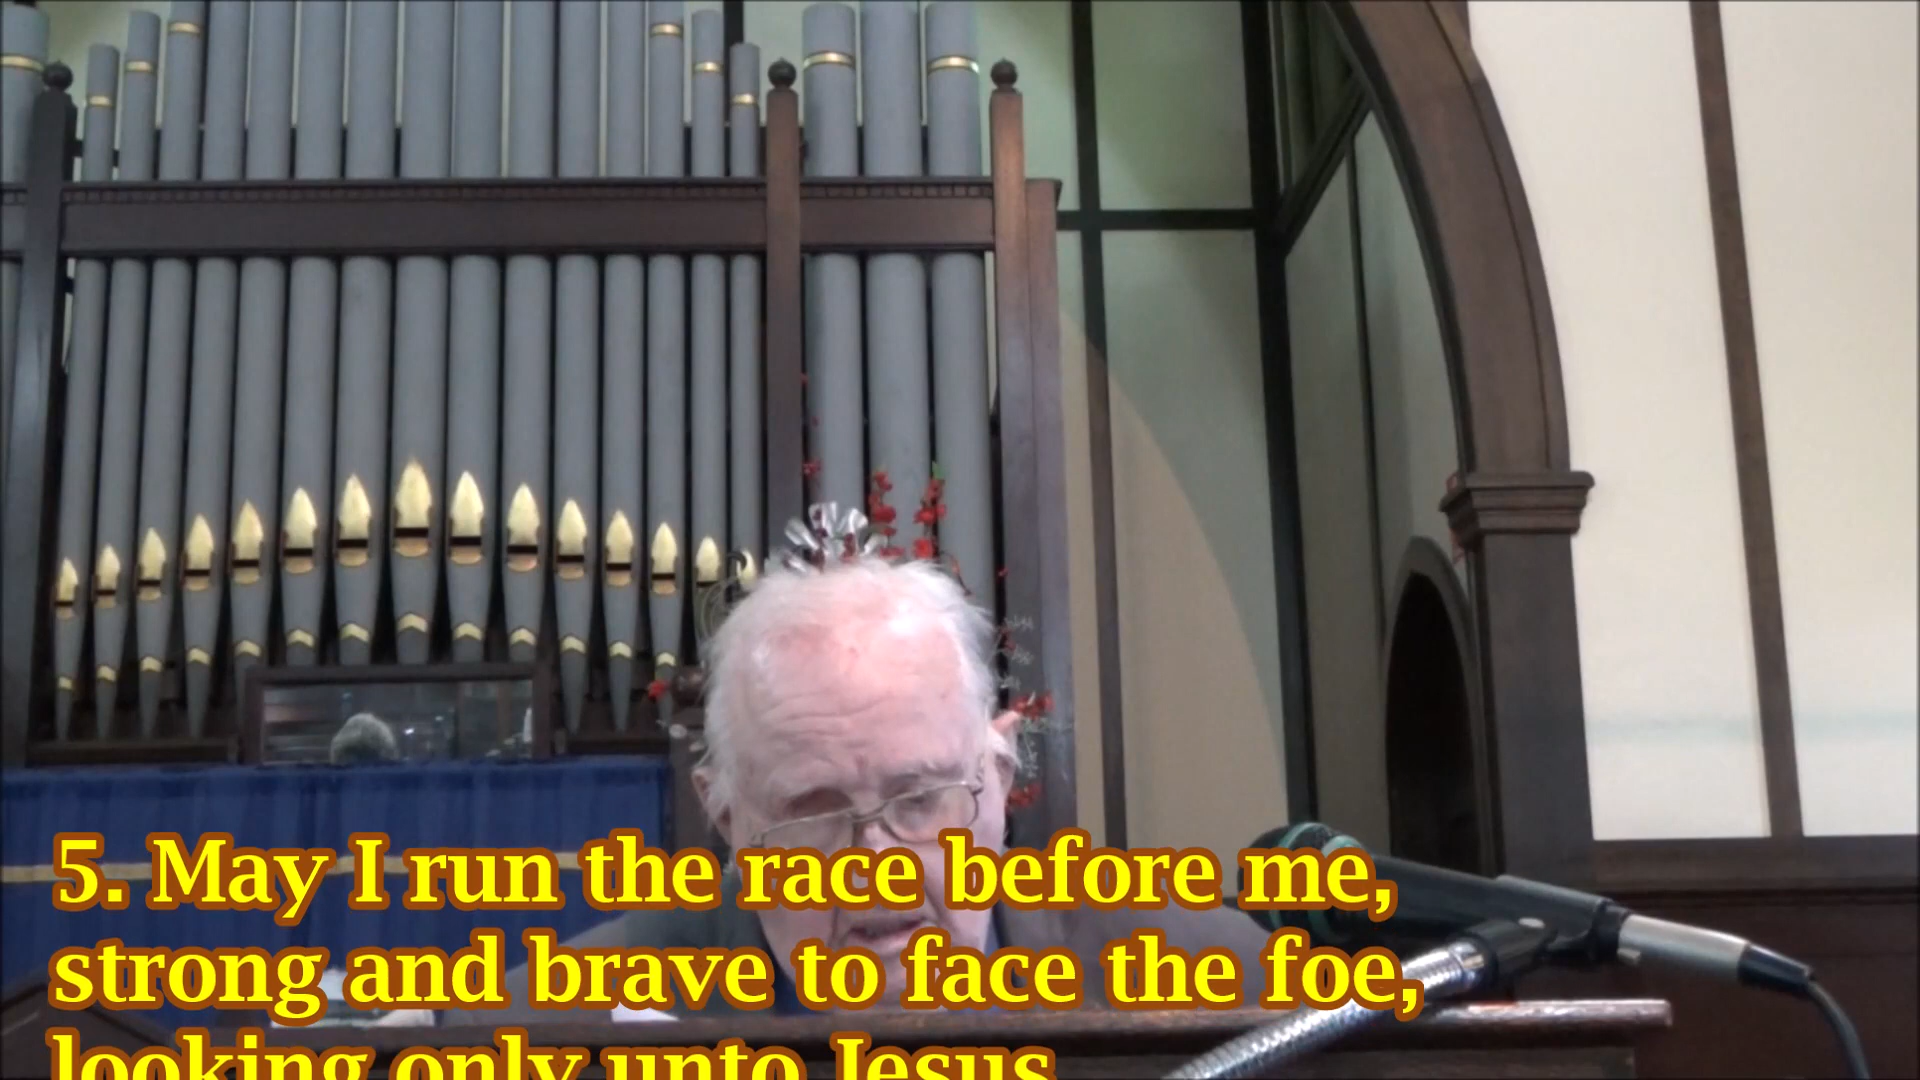 5. May I run the race before me,
strong and brave to face the foe,
looking only unto Jesus